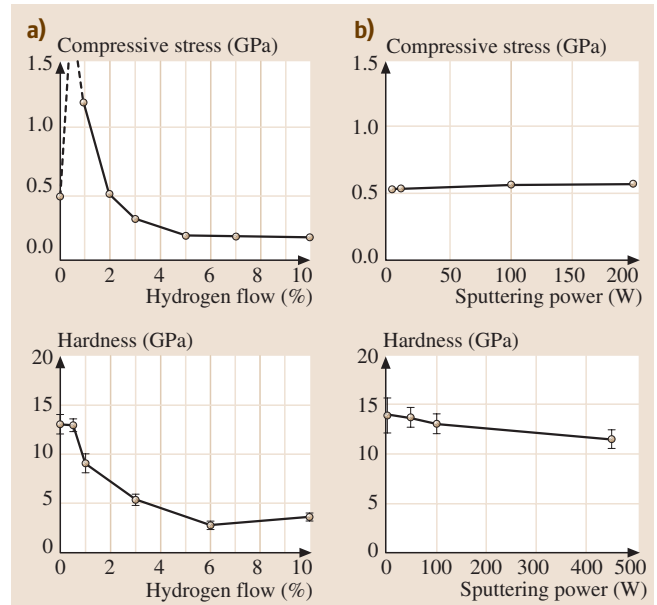 a)
Compressive stress (GPa)
1.5
1.0
0.5
0.0
0 2 4 6 8 10
Hydrogen flow (%)
b)
Compressive stress (GPa)
1.5
1.0
0.5
0.0
0 50 100 150 200
Sputtering power (W)
Hardness (GPa)
20
15
10
5
0
0 2 4 6 8 10
Hydrogen flow (%)
Hardness (GPa)
20
15
10
5
0
0 100 200 300 400 500
Sputtering power (W)